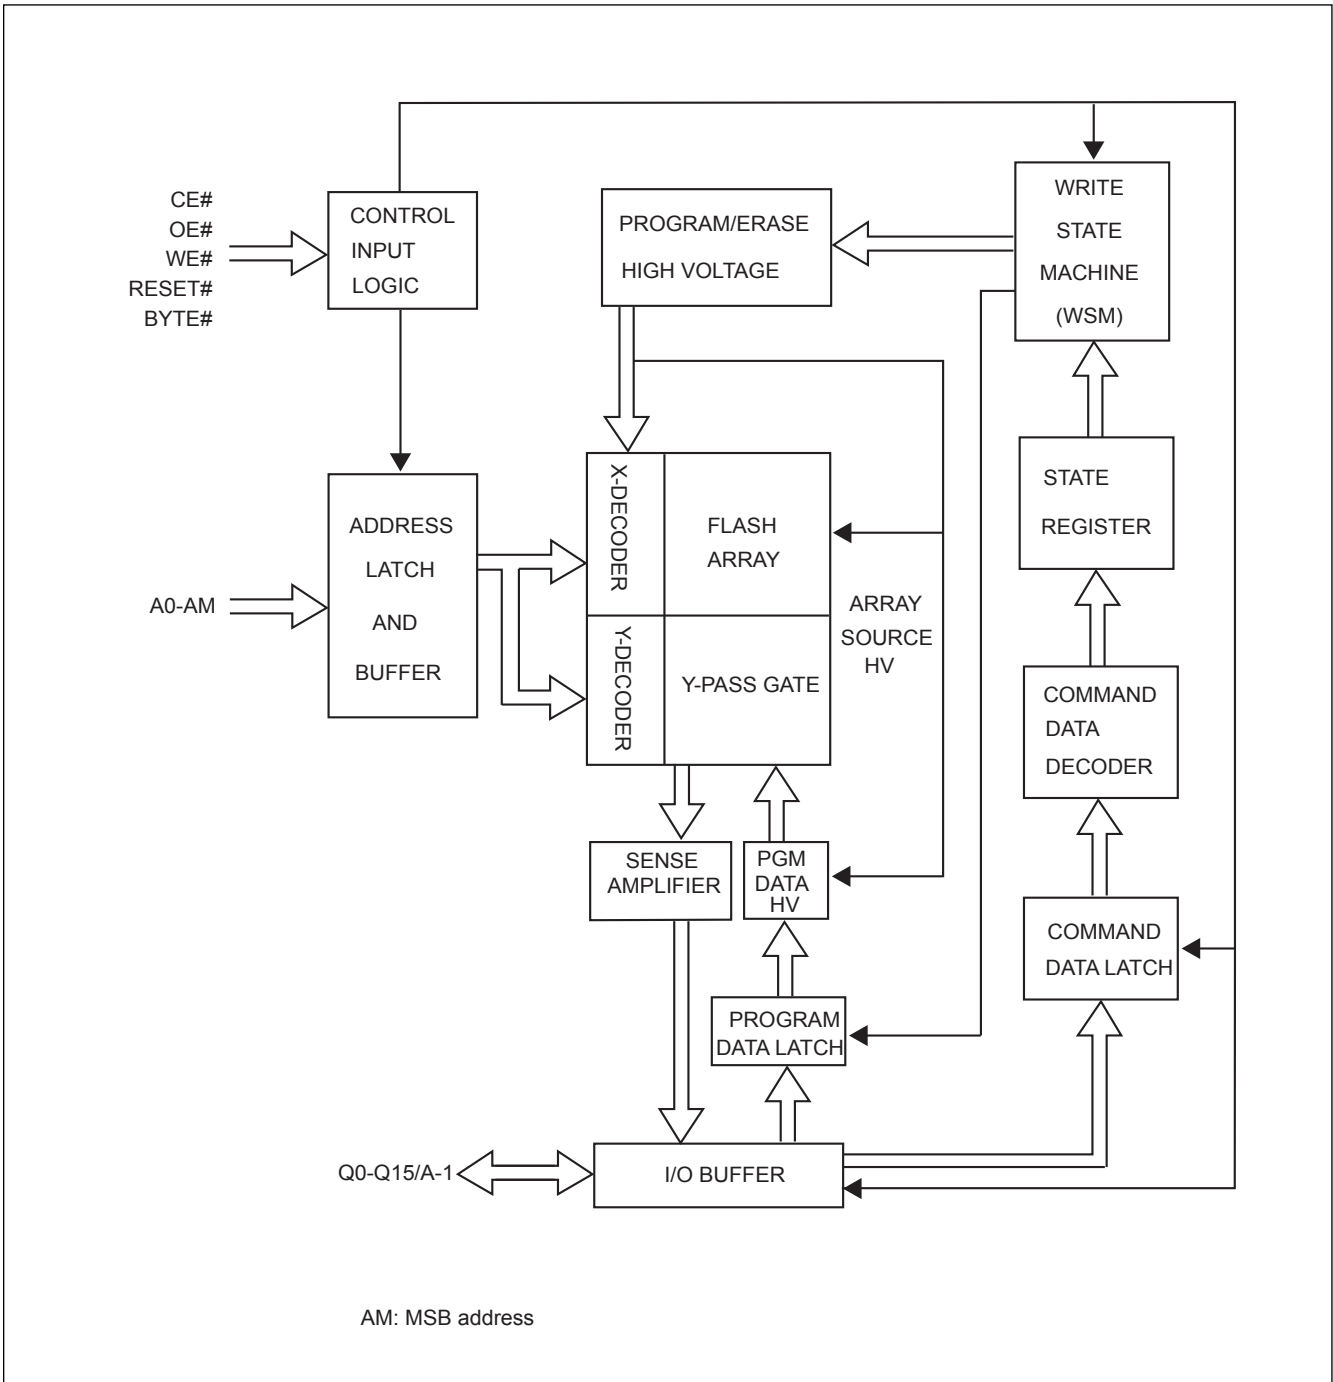 CE#
OE#
WE#
RESET#
BYTE#
CONTROL
INPUT
LOGIC
PROGRAM/ERASE
HIGH VOLTAGE
WRITE
STATE
MACHINE
(WSM)
STATE
REGISTER
ADDRESS
LATCH
AND
BUFFER
A0-AM
X-DECODER
FLASH
ARRAY
Y-DECODER
Y-PASS GATE
ARRAY
SOURCE
HV
COMMAND
DATA
DECODER
SENSE
AMPLIFIER
PGM
DATA
HV
COMMAND
DATA LATCH
PROGRAM
DATA LATCH
Q0-Q15/A-1
I/O BUFFER
AM: MSB address